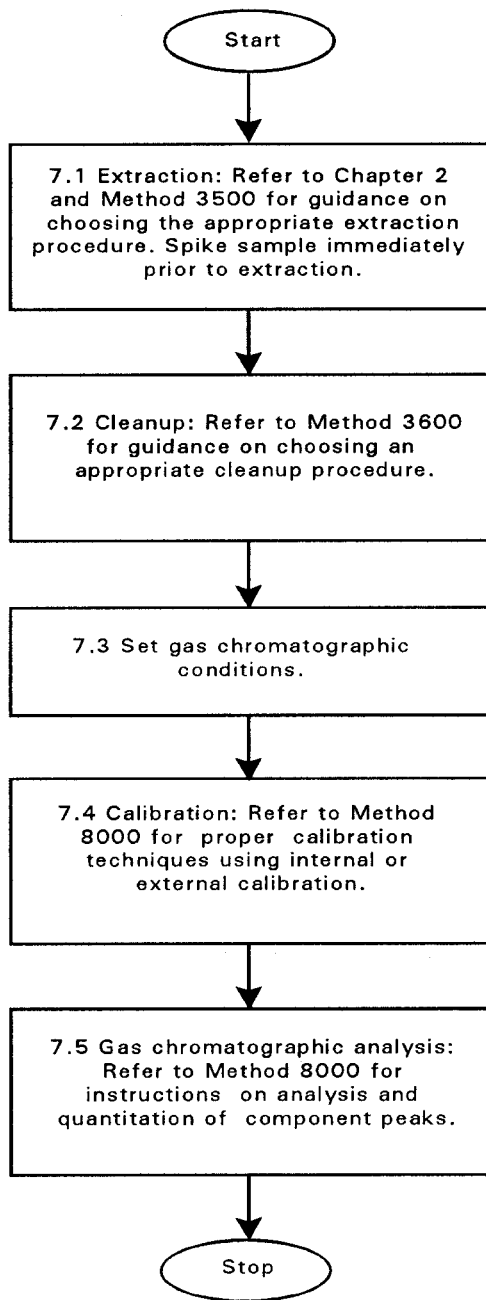 Start
7.1 Extraction: Refer to Chapter 2
and Method 3500 for guidance on
choosing the appropriate extraction
procedure. Spike sample immediately
prior to extraction.
7.2 Cleanup: Refer to Method 3600
for guidance on choosing an
appropriate cleanup procedure.
7.3 Set gas chromatographic
conditions.
7.4 Calibration: Refer to Method
8000 for proper calibration
techniques using internal or
external calibration.
7.5 Gas chromatographic analysis:
Refer to Method 8000 for
instructions on analysis and
quantitation of component peaks.
Stop